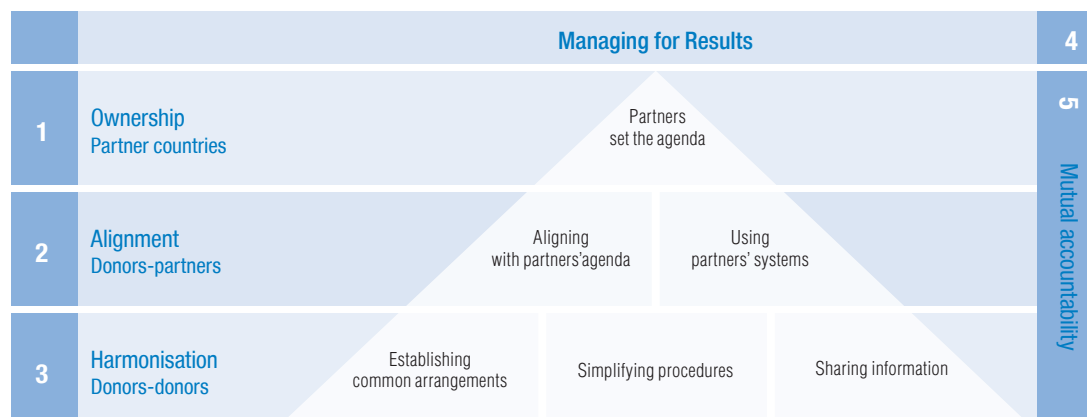 Managing for Results
4
1
Ownership
Partner countries
Partners
set the agenda
2
Alignment
Donors-partners
Aligning
with partners'agenda
Using
partners' systems
3
Harmonisation
Donors-donors
Establishing
common arrangements
Simplifying procedures
Sharing information
5
Mutual accountability